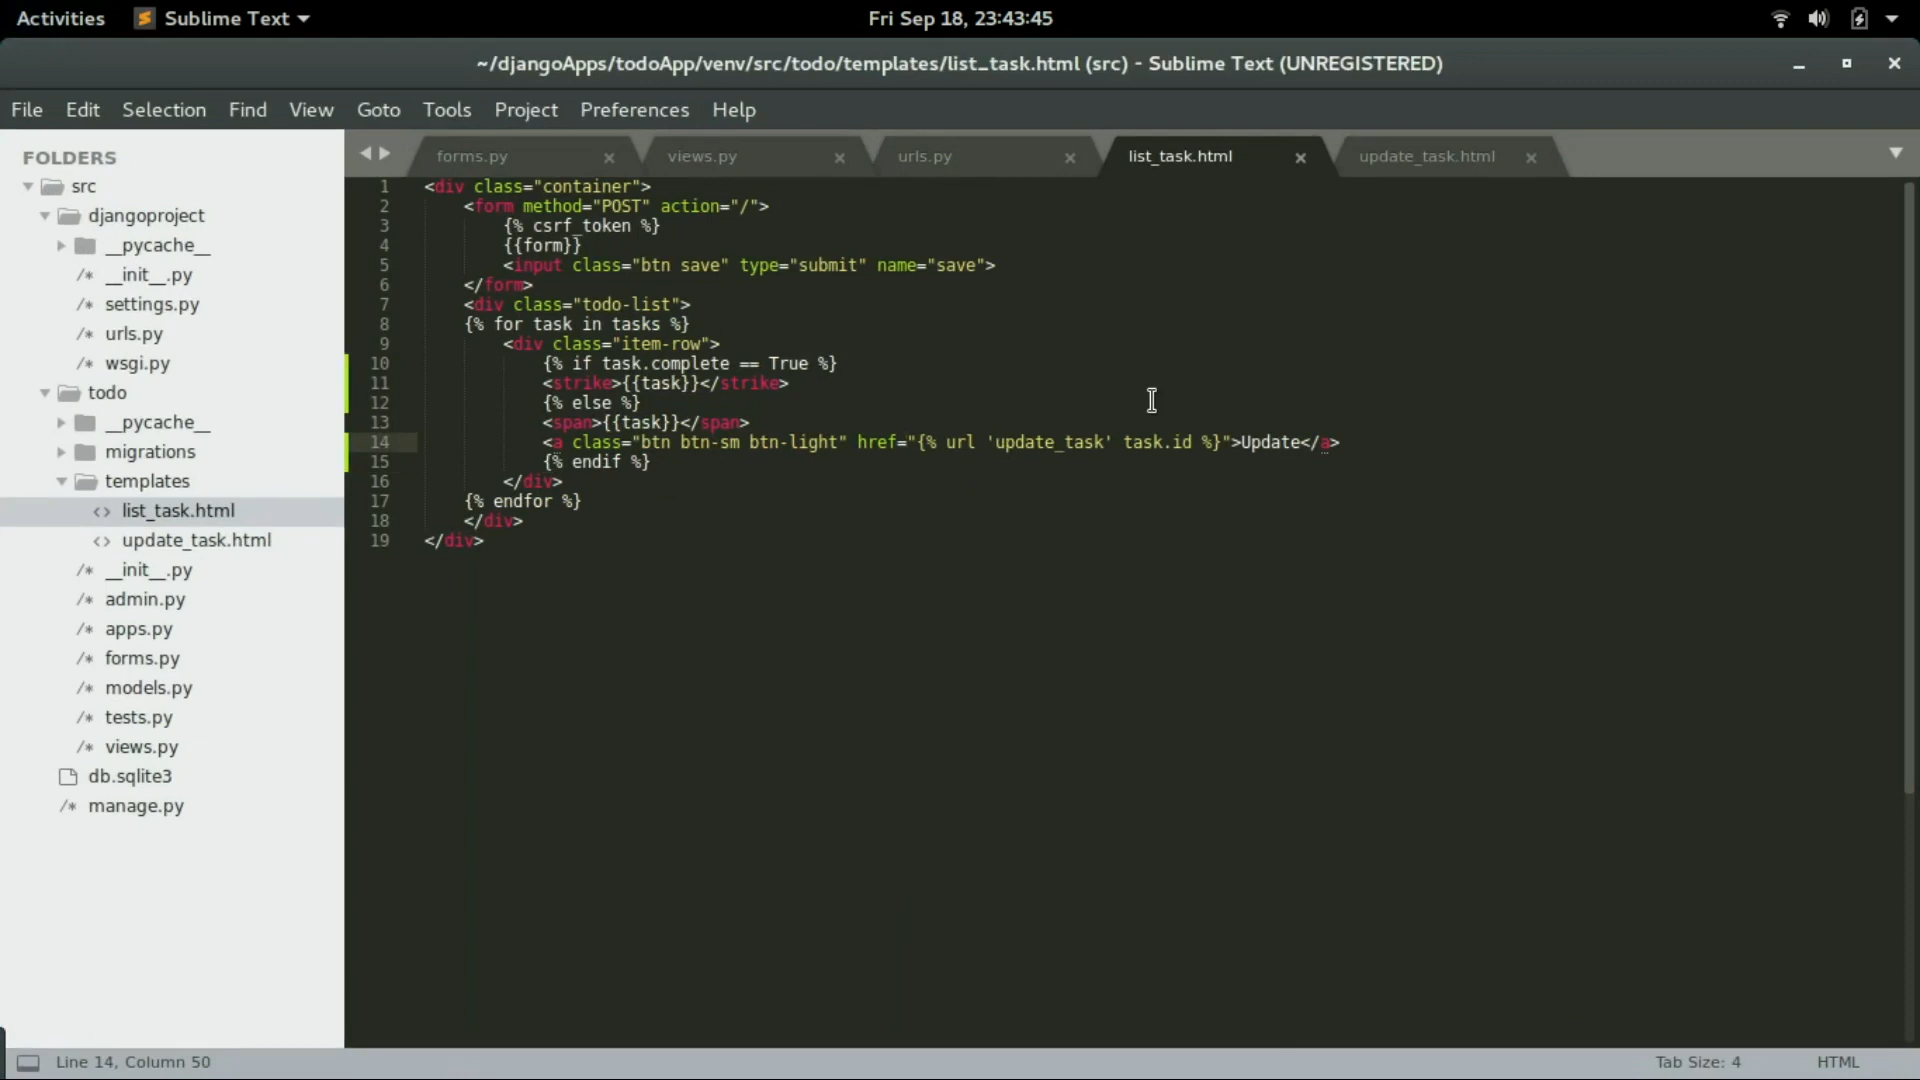 Activities Sublime Text Fri Sep 18, 23:43:45
~/djangoApps/todoApp/venv/src/todo/templates/list_task.html (src) - Sublime Text (UNREGISTERED)
File Edit Selection Find View Goto Tools Project Preferences Help
FOLDERS
src
djangoproject
__pycache__
/* __init__.py
/* settings.py
/* urls.py
/* wsgi.py
todo
__pycache__
migrations
templates
<> list_task.html
<> update_task.html
/* __init__.py
/* admin.py
/* apps.py
/* forms.py
/* models.py
/* tests.py
/* views.py
db.sqlite3
/* manage.py
forms.py views.py urls.py list_task.html update_task.html
1 <div class="container">
2 <form method="POST" action="/">
3 {% csrf_token %}
4 {{form}}
5 <input class="btn save" type="submit" name="save">
6 </form>
7 <div class="todo-list">
8 {% for task in tasks %}
9 <div class="item-row">
10 {% if task.complete == True %}
11 <strike>{{task}}</strike>
12 {% else %}
13 <span>{{task}}</span>
14 <a class="btn btn-sm btn-light" href="{% url 'update_task' task.id %}">Update</a>
15 {% endif %}
16 </div>
17 {% endfor %}
18 </div>
19 </div>
Line 14, Column 50 Tab Size: 4 HTML